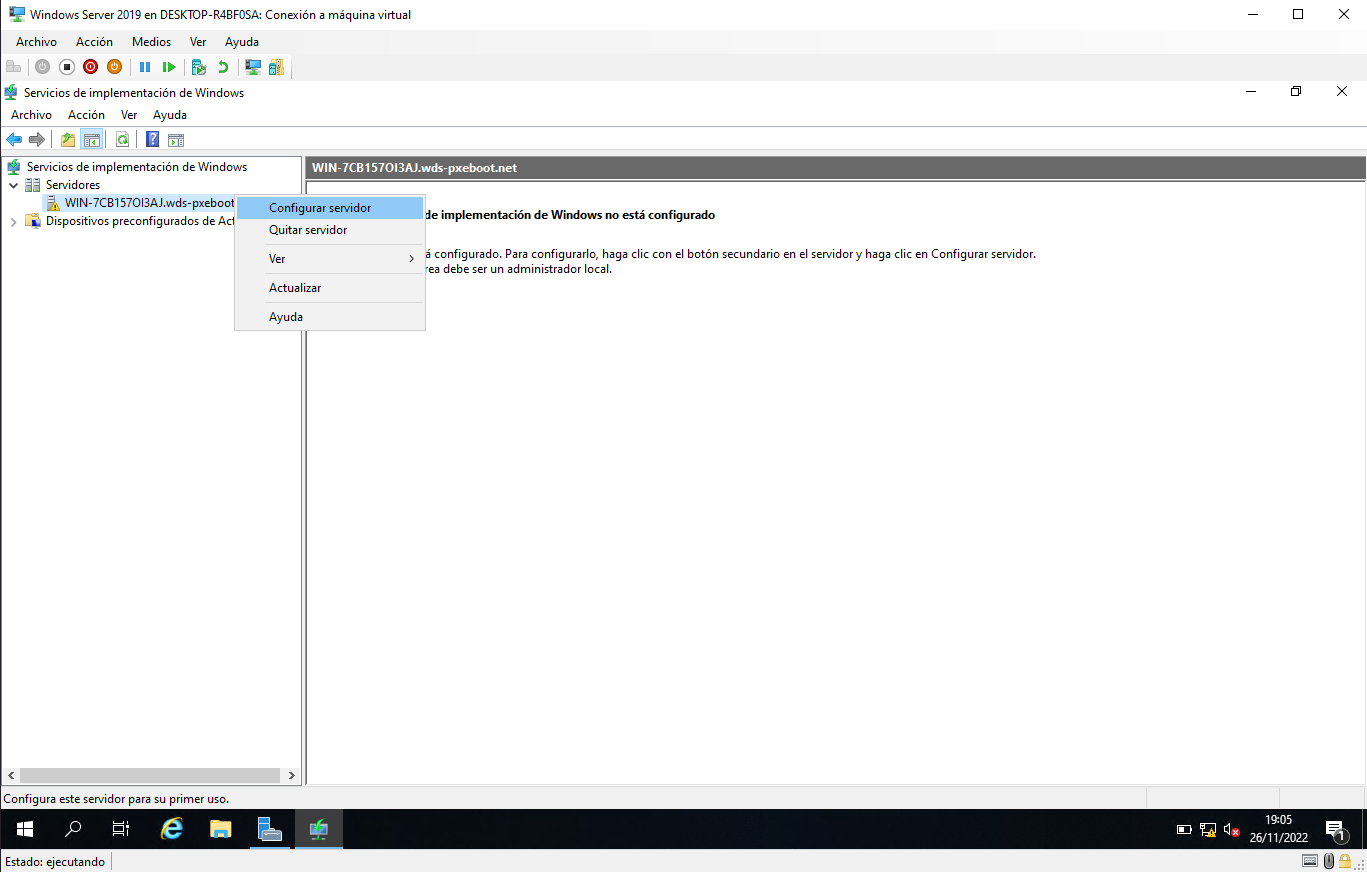 Windows Server 2019 en DESKTOP-R4BF0SA: Conexión a máquina virtual
Archivo Acción Medios Ver Ayuda
Servicios de implementación de Windows
Archivo Acción Ver Ayuda
Servicios de implementación de Windows
Servidores
WIN-7CB157OI3AJ.wds-pxeboot
Dispositivos preconfigurados de Act
Configurar servidor
Quitar servidor
Ver
Actualizar
Ayuda
WIN-7CB157OI3AJ.wds-pxeboot.net
de implementación de Windows no está configurado
á configurado. Para configurarlo, haga clic con el botón secundario en el servidor y haga clic en Configurar servidor.
rea debe ser un administrador local.
Configura este servidor para su primer uso.
19:05
26/11/2022
1
Estado: ejecutando